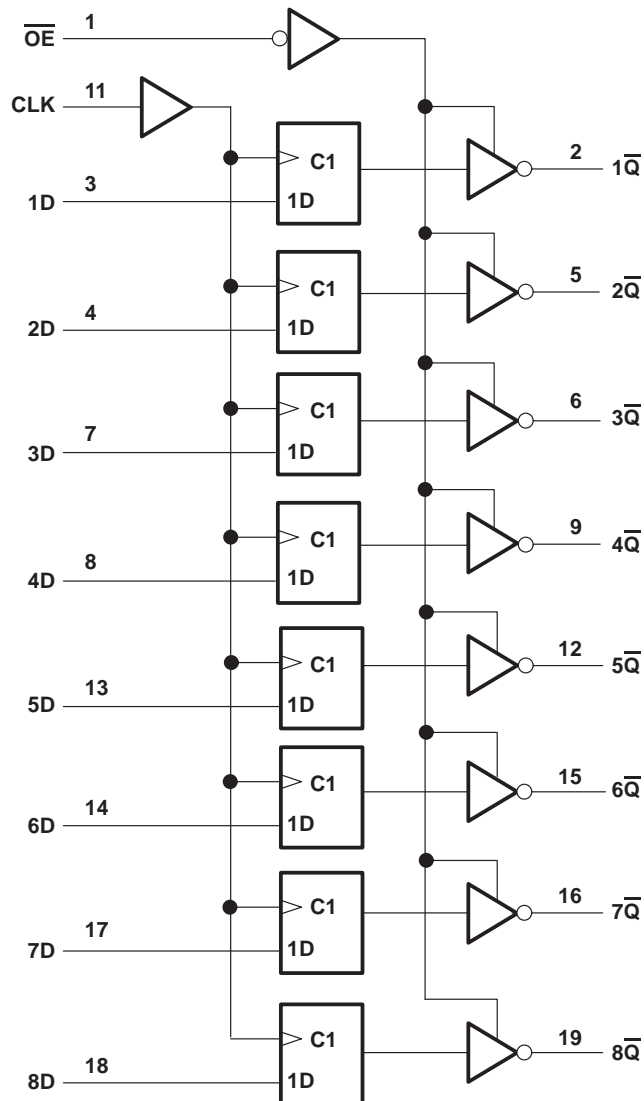 O̅E̅ 1
CLK 11
C1
1D 3 1D 2 1Q̅
C1
2D 4 1D 5 2Q̅
C1
3D 7 1D 6 3Q̅
C1
4D 8 1D 9 4Q̅
C1
5D 13 1D 12 5Q̅
C1
6D 14 1D 15 6Q̅
C1
7D 17 1D 16 7Q̅
C1
8D 18 1D 19 8Q̅